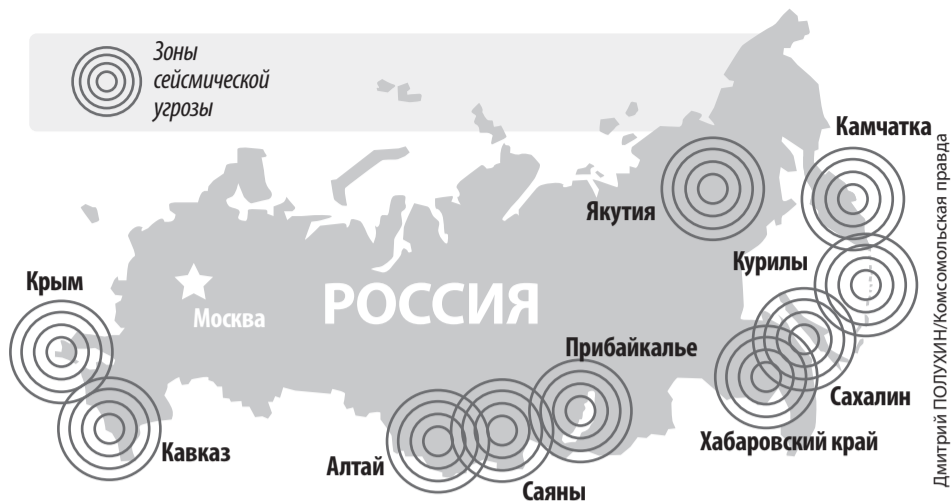 Зоны
сейсмической
угрозы
Камчатка
Якутия
Курилы
Крым
РОССИЯ
Москва
Прибайкалье
Сахалин
Хабаровский край
Кавказ
Алтай
Саяны
Дмитрий ПОЛУХИН/Комсомольская правда